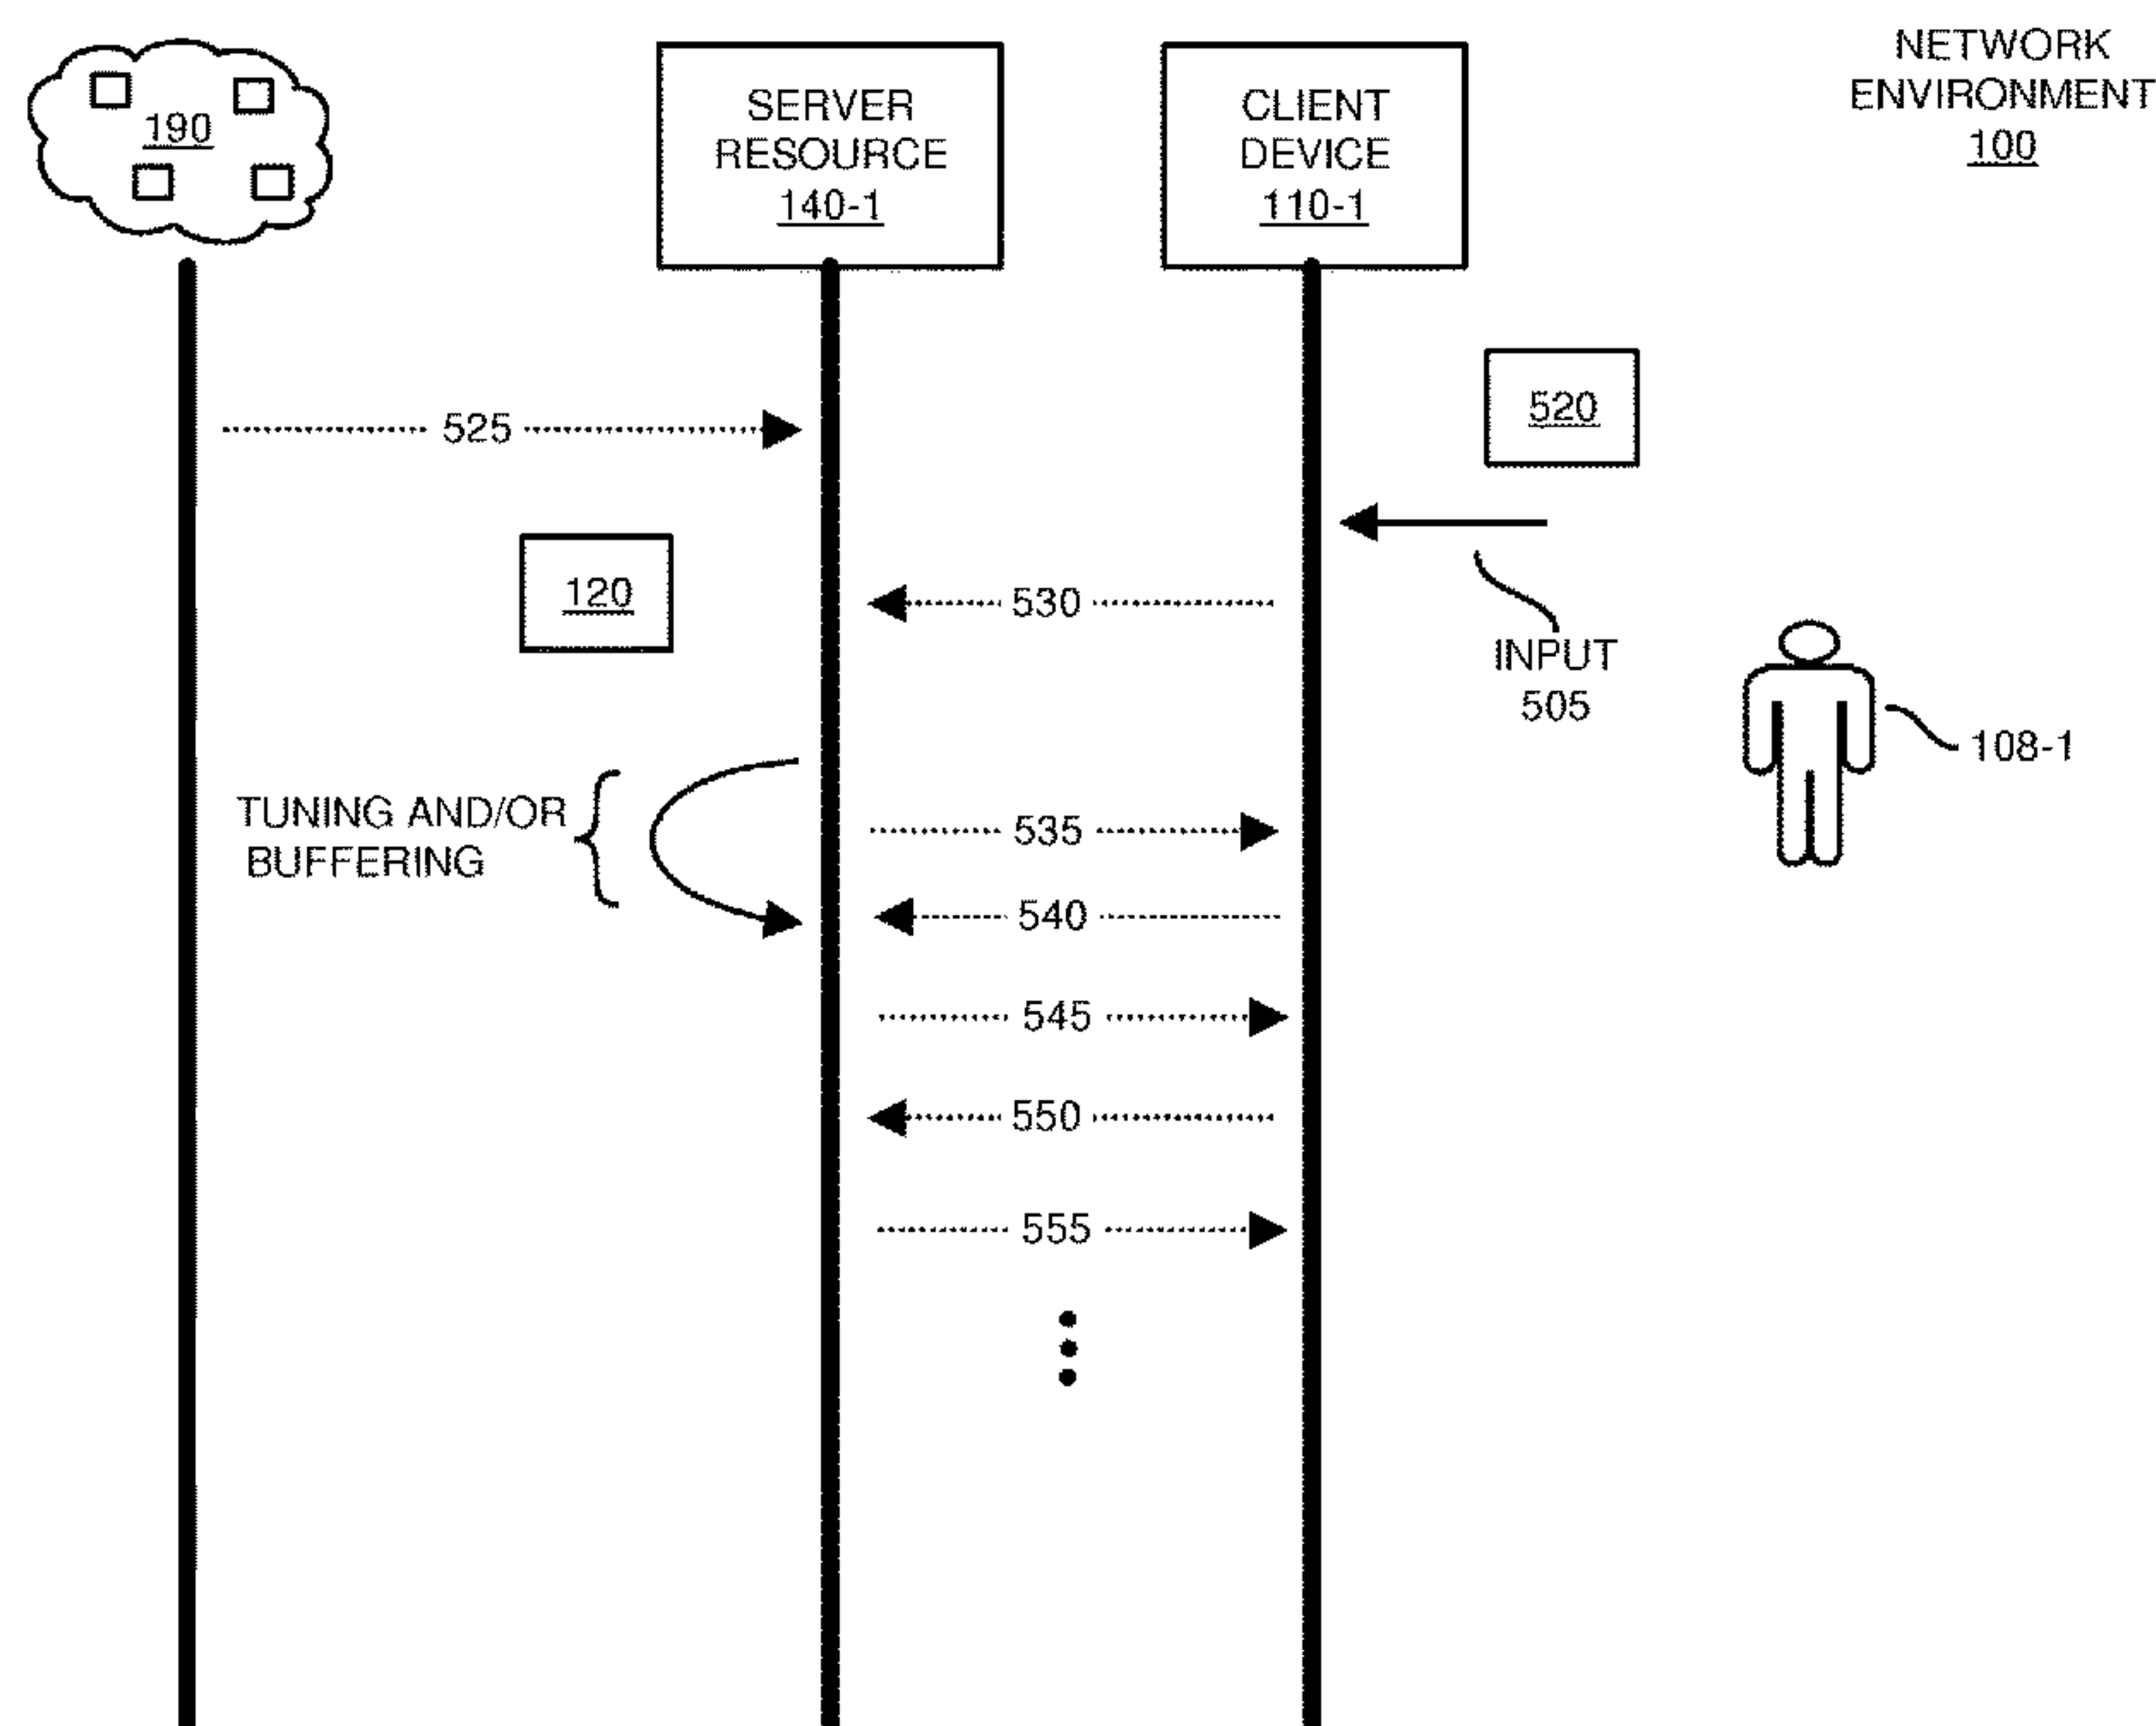 NETWORK
ENVIRONMENT
100
190
SERVER
RESOURCE
140-1
CLIENT
DEVICE
110-1
520
525
120
530
INPUT
505
108-1
TUNING AND/OR
BUFFERING
535
540
545
550
555